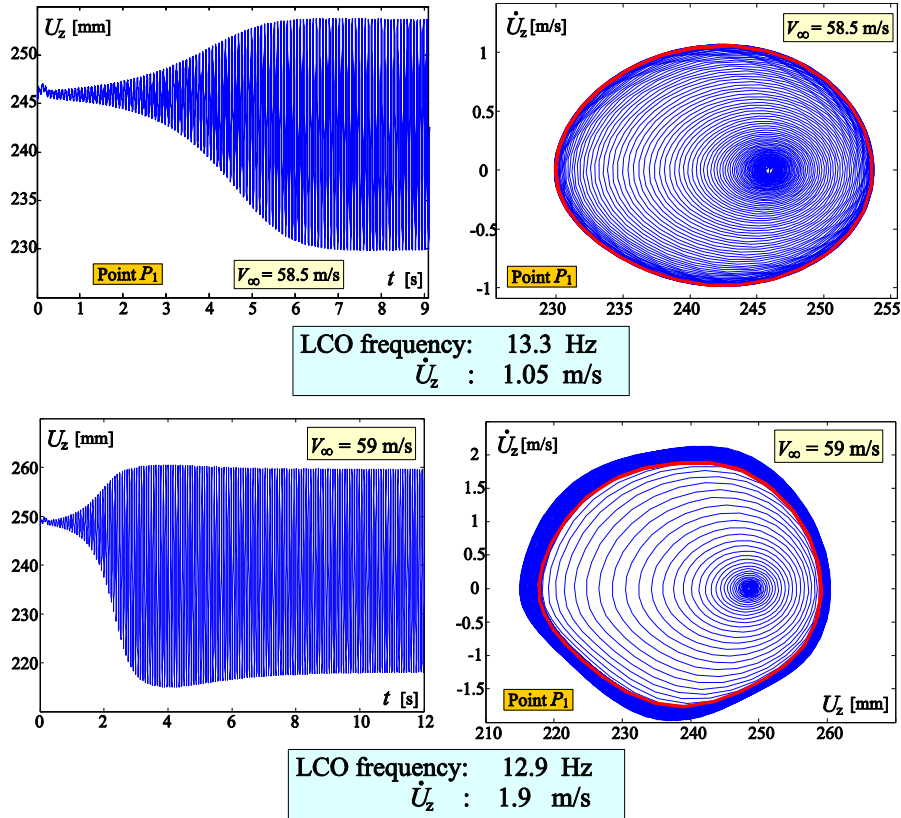 U_z [mm]
255
250
245
240
235
230
Point P_1
V_∞ = 58.5 m/s
t [s]
0 1 2 3 4 5 6 7 8 9
U̇_z [m/s]
V_∞ = 58.5 m/s
1
0.5
0
-0.5
-1
Point P_1
230 235 240 245 250 255
LCO frequency: 13.3 Hz
U̇_z : 1.05 m/s
U_z [mm]
V_∞ = 59 m/s
260
250
240
230
220
t [s]
0 2 4 6 8 10 12
U̇_z [m/s]
V_∞ = 59 m/s
2
1.5
1
0.5
0
-0.5
-1
-1.5
Point P_1
U_z [mm]
210 220 230 240 250 260
LCO frequency: 12.9 Hz
U̇_z : 1.9 m/s